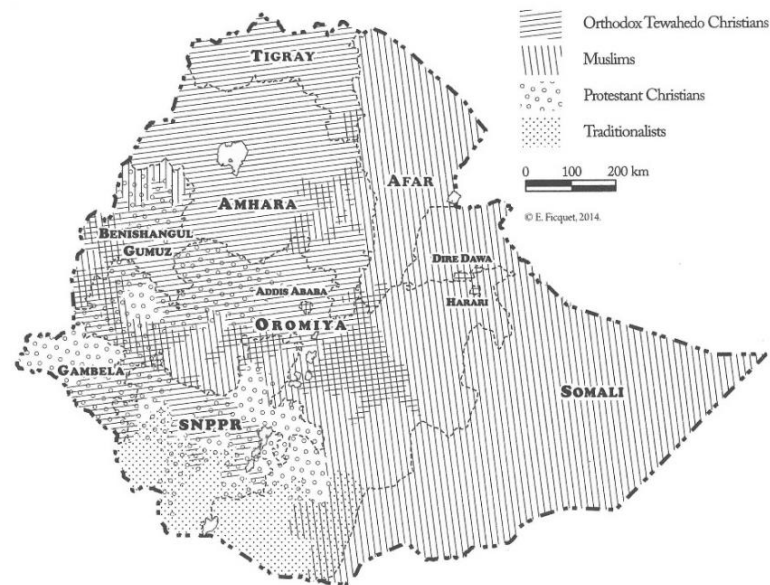 Orthodox Tewahedo Christians
Muslims
Protestant Christians
Traditionalists
0 100 200 km
© E. Ficquet, 2014.
TIGRAY
AFAR
AMHARA
BENISHANGUL
GUMUZ
DIRE DAWA
HARARI
ADDIS ABABA
OROMIYA
GAMBELA
SNPPR
SOMALI